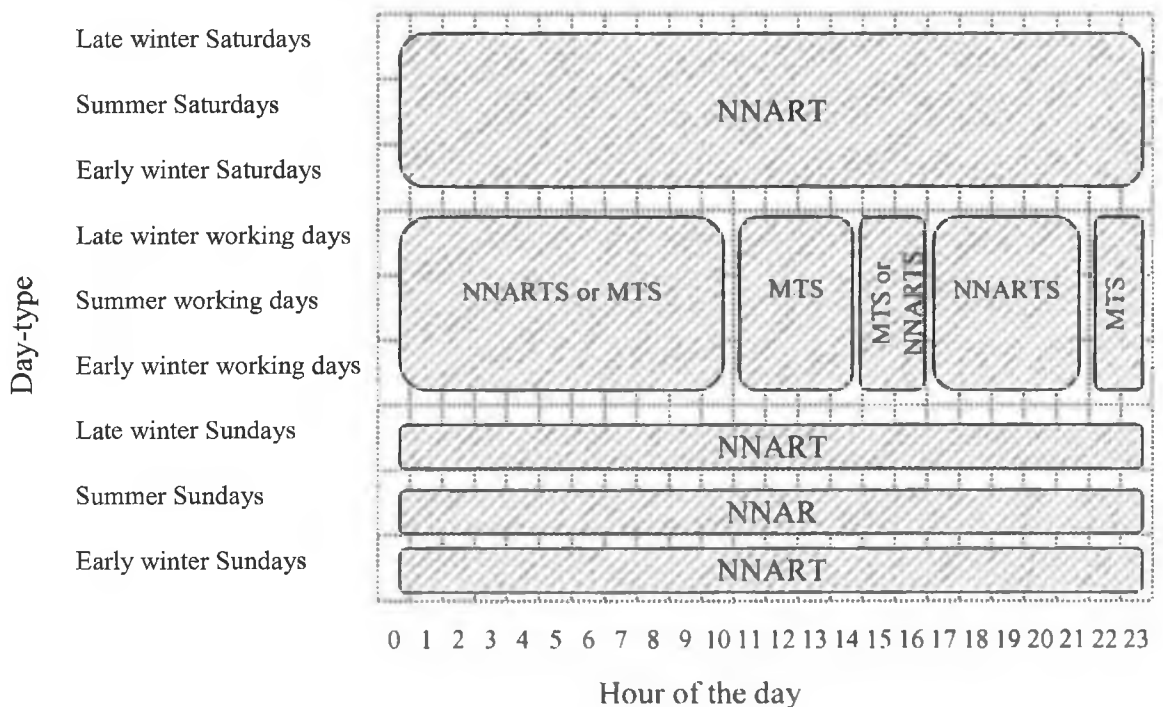 Late winter Saturdays
Summer Saturdays
NNART
Early winter Saturdays
Late winter working days
Summer working days
NNARTS or MTS
MTS
MTS or
NNARTS
NNARTS
MTS
Early winter working days
Day-type
Late winter Sundays
NNART
Summer Sundays
NNAR
Early winter Sundays
NNART
0 1 2 3 4 5 6 7 8 9 10 11 12 13 14 15 16 17 18 19 20 21 22 23
Hour of the day